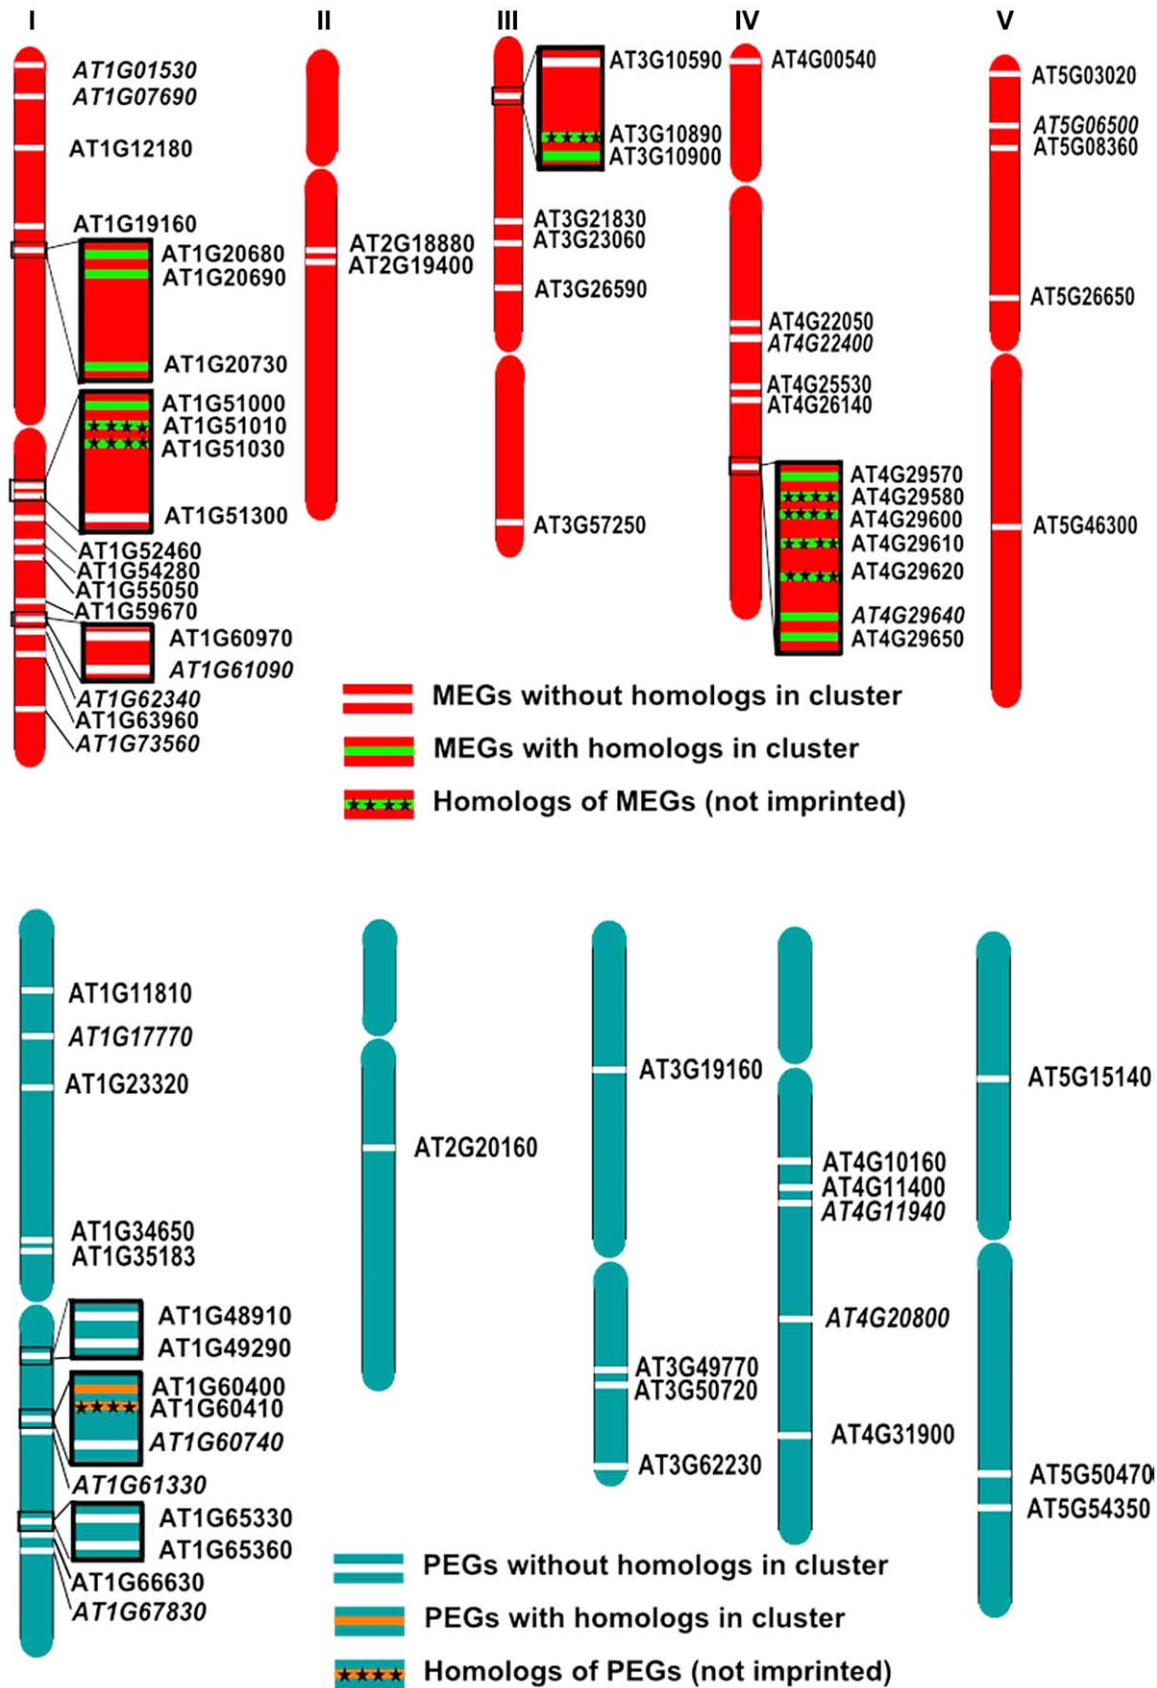 I
II
III
IV
V
AT1G01530
AT1G07690
AT1G12180
AT1G19160
AT1G20680
AT1G20690
AT1G20730
AT1G51000
AT1G51010
AT1G51030
AT1G51300
AT1G52460
AT1G54280
AT1G55050
AT1G59670
AT1G60970
AT1G61090
AT1G62340
AT1G63960
AT1G73560
AT2G18880
AT2G19400
AT3G10590
AT3G10890
AT3G10900
AT3G21830
AT3G23060
AT3G26590
AT3G57250
AT4G00540
AT4G22050
AT4G22400
AT4G25530
AT4G26140
AT4G29570
AT4G29580
AT4G29600
AT4G29610
AT4G29620
AT4G29640
AT4G29650
AT5G03020
AT5G06500
AT5G08360
AT5G26650
AT5G46300
MEGs without homologs in cluster
MEGs with homologs in cluster
Homologs of MEGs (not imprinted)
AT1G11810
AT1G17770
AT1G23320
AT1G34650
AT1G35183
AT1G48910
AT1G49290
AT1G60400
AT1G60410
AT1G60740
AT1G61330
AT1G65330
AT1G65360
AT1G66630
AT1G67830
AT2G20160
AT3G19160
AT3G49770
AT3G50720
AT3G62230
AT4G10160
AT4G11400
AT4G11940
AT4G20800
AT4G31900
AT5G15140
AT5G50470
AT5G54350
PEGs without homologs in cluster
PEGs with homologs in cluster
Homologs of PEGs (not imprinted)